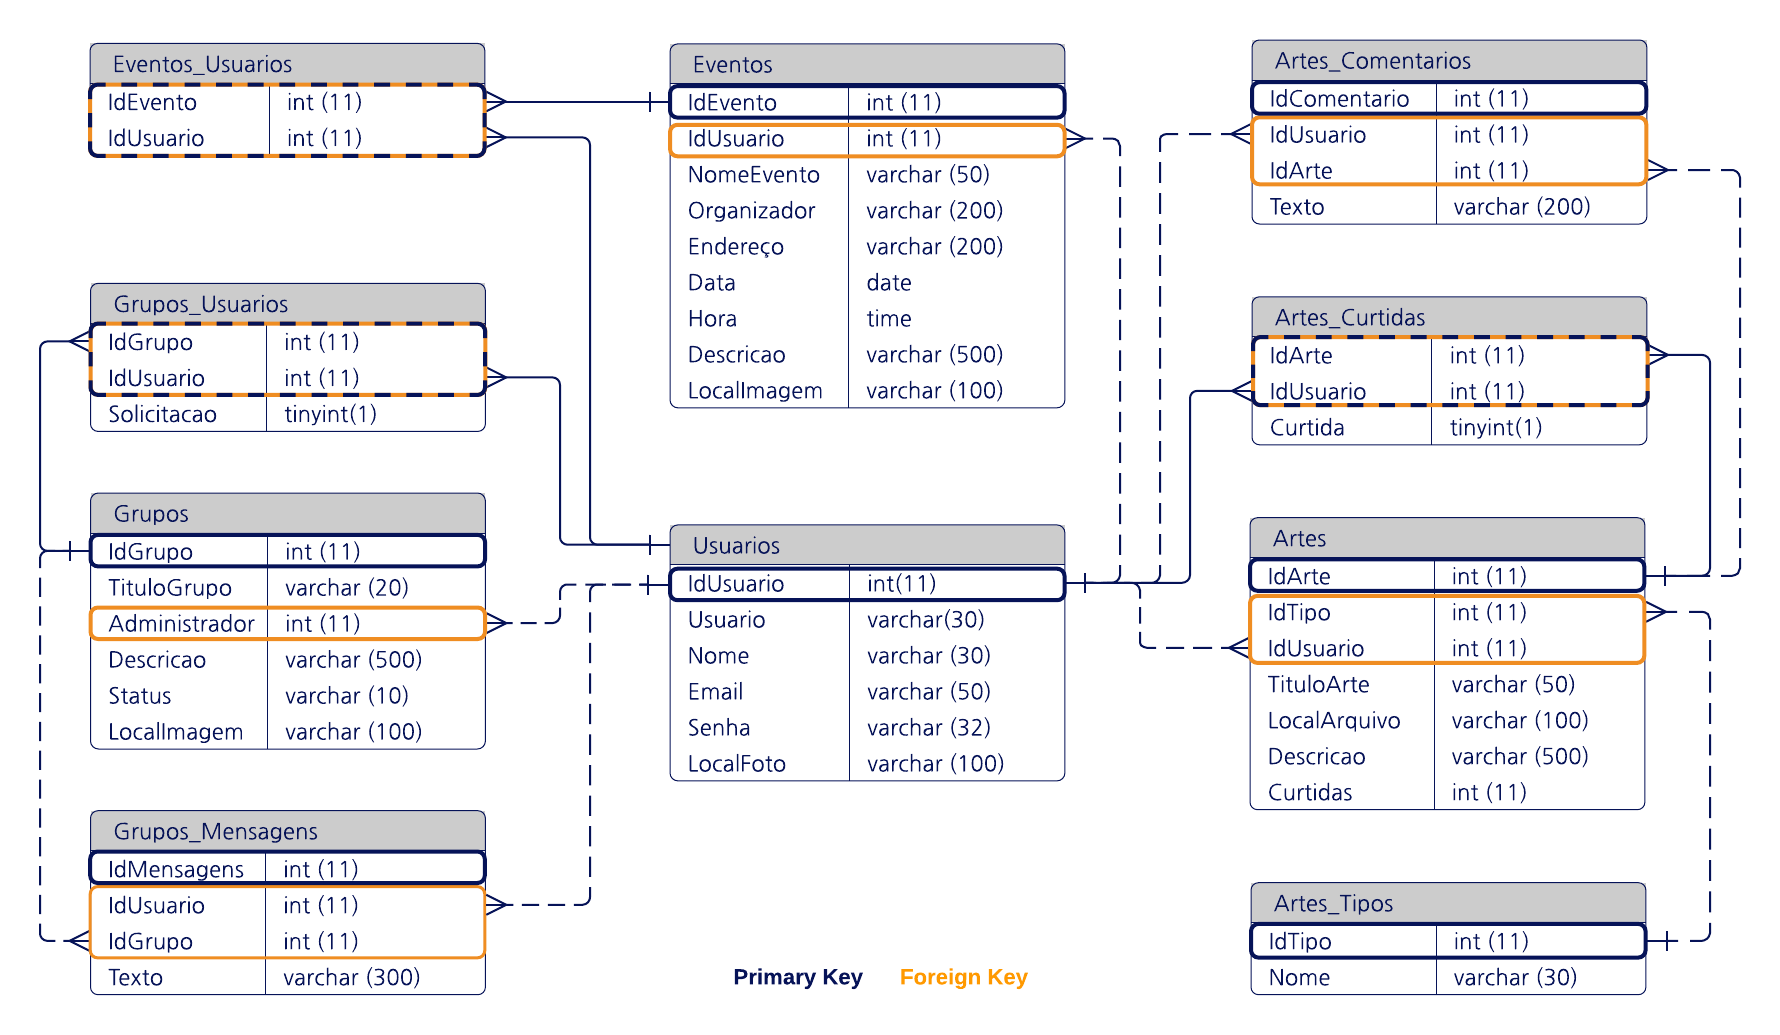 Eventos_Usuarios
IdEvento int (11)
IdUsuario int (11)
Grupos_Usuarios
IdGrupo int (11)
IdUsuario int (11)
Solicitacao tinyint(1)
Grupos
IdGrupo int (11)
TituloGrupo varchar (20)
Administrador int (11)
Descricao varchar (500)
Status varchar (10)
LocalImagem varchar (100)
Grupos_Mensagens
IdMensagens int (11)
IdUsuario int (11)
IdGrupo int (11)
Texto varchar (300)
Eventos
IdEvento int (11)
IdUsuario int (11)
NomeEvento varchar (50)
Organizador varchar (200)
Endereço varchar (200)
Data date
Hora time
Descricao varchar (500)
LocalImagem varchar (100)
Usuarios
IdUsuario int(11)
Usuario varchar(30)
Nome varchar (30)
Email varchar (50)
Senha varchar (32)
LocalFoto varchar (100)
Primary Key Foreign Key
Artes_Comentarios
IdComentario int (11)
IdUsuario int (11)
IdArte int (11)
Texto varchar (200)
Artes_Curtidas
IdArte int (11)
IdUsuario int (11)
Curtida tinyint(1)
Artes
IdArte int (11)
IdTipo int (11)
IdUsuario int (11)
TituloArte varchar (50)
LocalArquivo varchar (100)
Descricao varchar (500)
Curtidas int (11)
Artes_Tipos
IdTipo int (11)
Nome varchar (30)